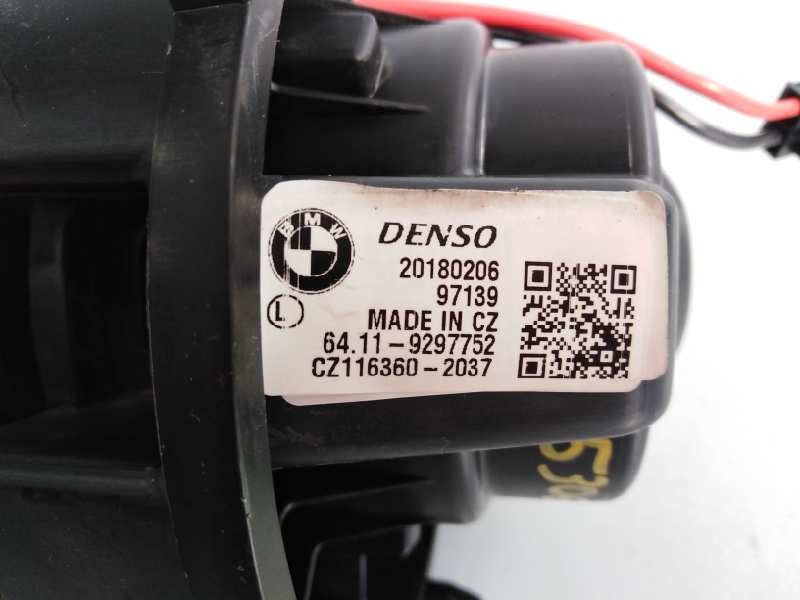 BMW
DENSO
20180206
97139
L
MADE IN CZ
64.11-9297752
CZ116360-2037